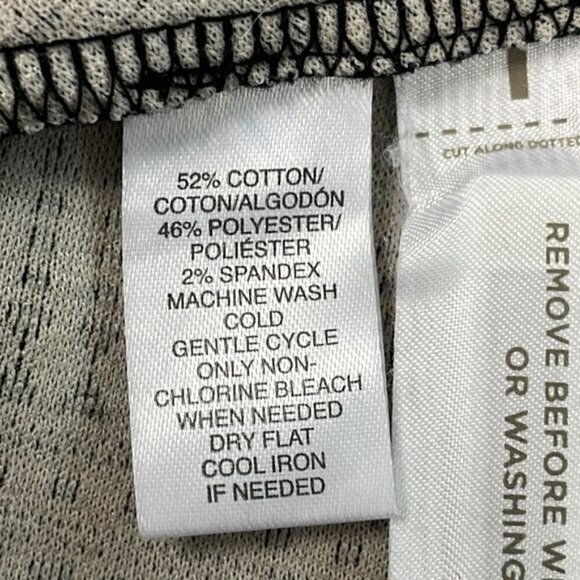 52% COTTON/
COTON/ALGODÓN
46% POLYESTER/
POLIÉSTER
2% SPANDEX
MACHINE WASH
COLD
GENTLE CYCLE
ONLY NON-
CHLORINE BLEACH
WHEN NEEDED
DRY FLAT
COOL IRON
IF NEEDED
CUT ALONG DOTTED
REMOVE BEFORE
OR WASHING